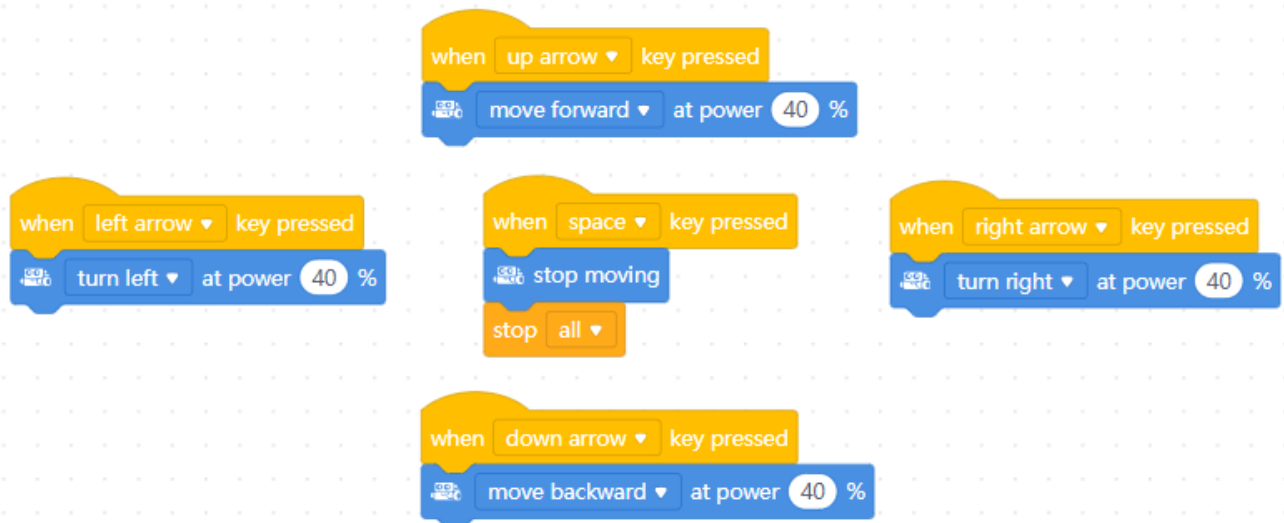 when up arrow key pressed
move forward at power 40 %
when left arrow key pressed
turn left at power 40 %
when space key pressed
stop moving
stop all
when right arrow key pressed
turn right at power 40 %
when down arrow key pressed
move backward at power 40 %